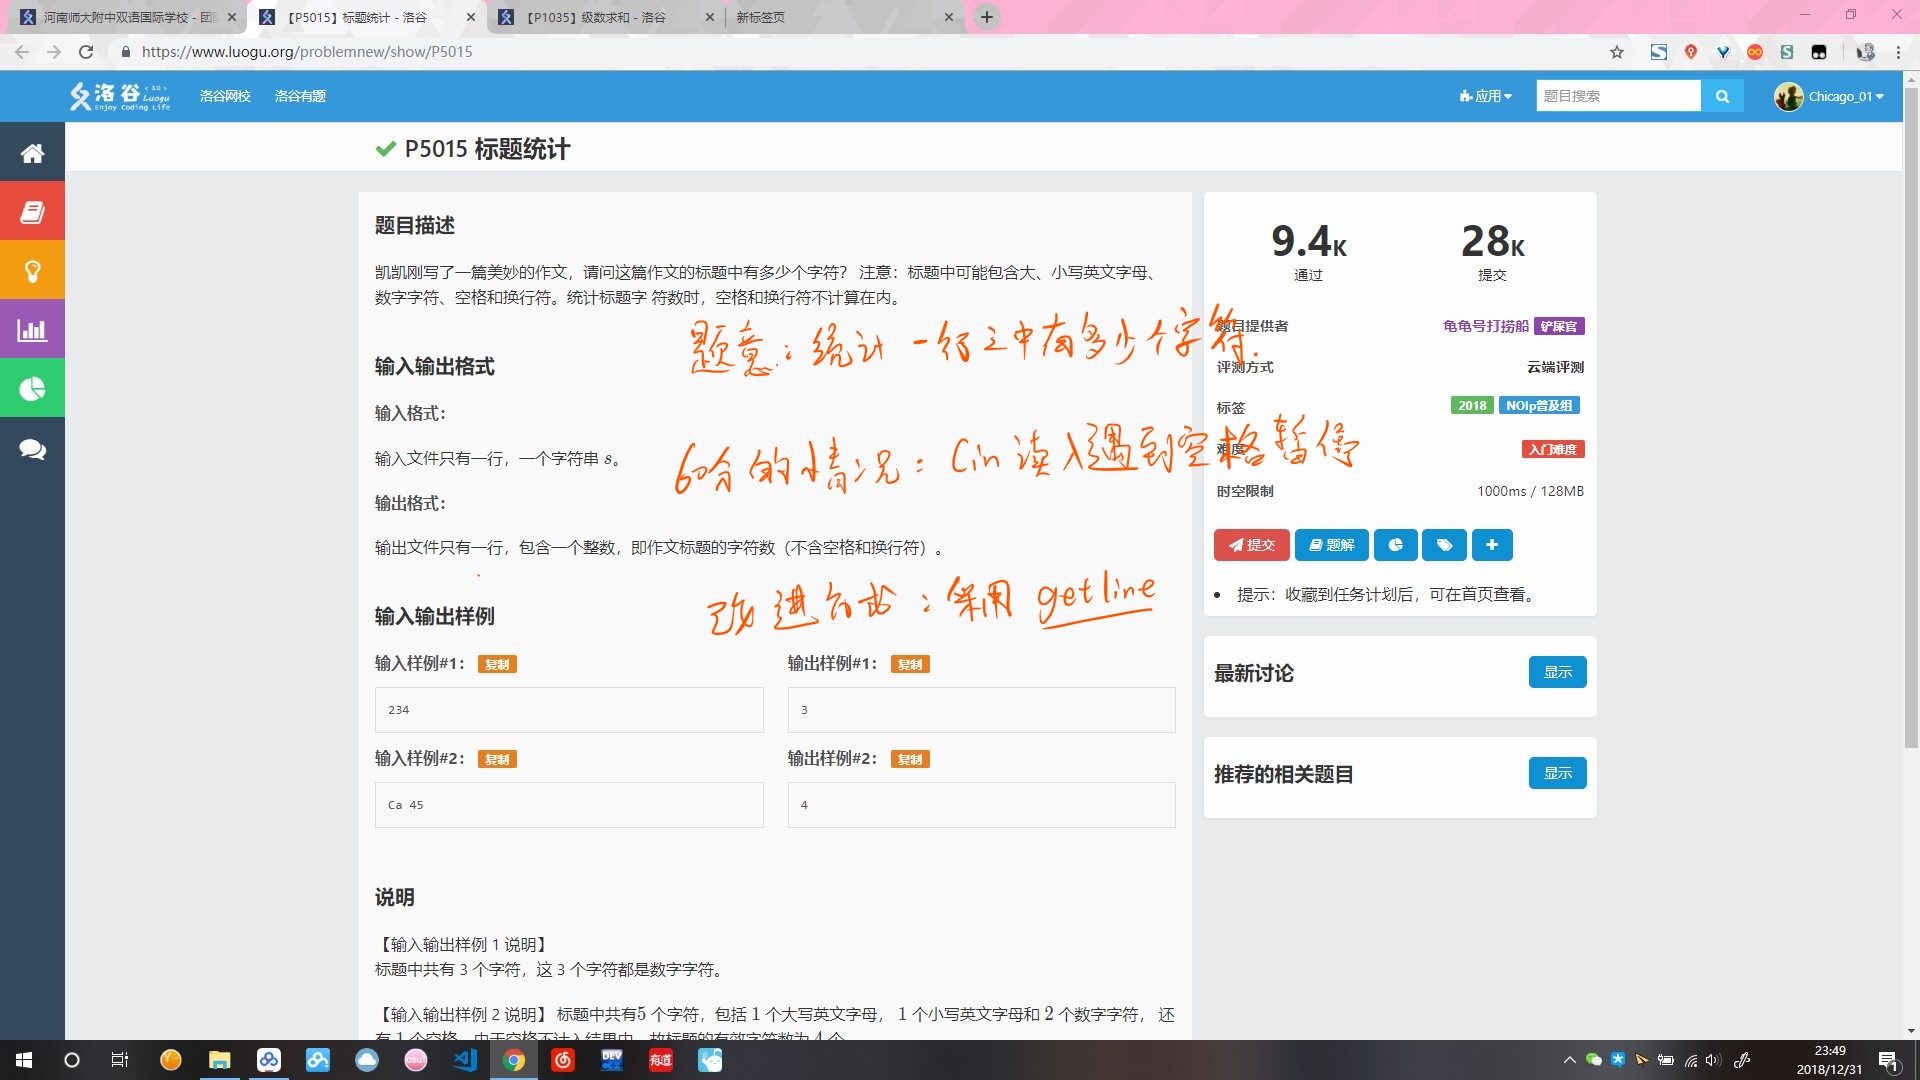 河南师大附中双语国际学校 - 团队
【P5015】标题统计 - 洛谷
【P1035】级数求和 - 洛谷
新标签页
https://www.luogu.org/problemnew/show/P5015
洛谷 <3.0> Luogu
Enjoy Coding Life
洛谷网校 洛谷有题
应用
题目搜索
Chicago_01
P5015 标题统计
题目描述
凯凯刚写了一篇美妙的作文，请问这篇作文的标题中有多少个字符？ 注意：标题中可能包含大、小写英文字母、
数字字符、空格和换行符。统计标题字 符数时，空格和换行符不计算在内。
题意：统计一行之中有多少个字符.
输入输出格式
输入格式：
60分的情况：Cin读入遇到空格暂停
输入文件只有一行，一个字符串 s。
输出格式：
输出文件只有一行，包含一个整数，即作文标题的字符数（不含空格和换行符）。
改进方式：采用 getline
输入输出样例
输入样例#1： 复制
输出样例#1： 复制
234
3
输入样例#2： 复制
输出样例#2： 复制
Ca 45
4
说明
【输入输出样例 1 说明】
标题中共有 3 个字符，这 3 个字符都是数字字符。
【输入输出样例 2 说明】 标题中共有5 个字符，包括 1 个大写英文字母， 1 个小写英文字母和 2 个数字字符， 还
有 1 个空格。由于空格不计入结果中，故标题的有效字符数为 4 个。
9.4K
通过
28K
提交
题目提供者 龟龟号打捞船 铲屎官
评测方式 云端评测
标签 2018 NOIp普及组
难度 入门难度
时空限制 1000ms / 128MB
提交 题解
提示：收藏到任务计划后，可在首页查看。
最新讨论 显示
推荐的相关题目 显示
osu!
DEV
有道
23:49
2018/12/31
1